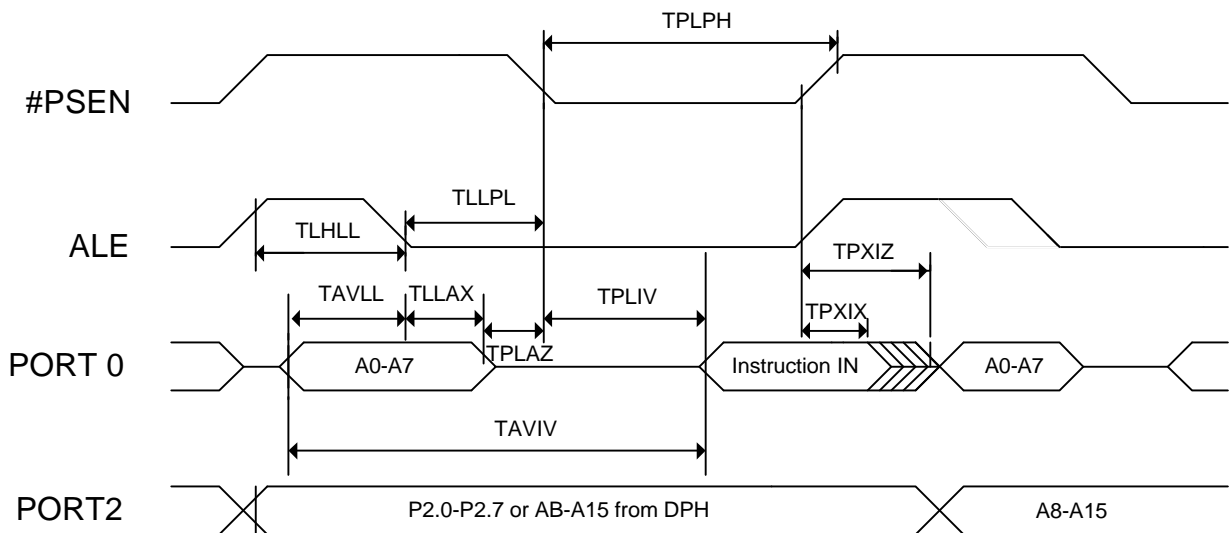 TPLPH
#PSEN
TLLPL
TLHLL
ALE
TPXIZ
TAVLL
TLLAX
TPLIV
TPXIX
TPLAZ
PORT 0
A0-A7
Instruction IN
A0-A7
TAVIV
PORT2
P2.0-P2.7 or AB-A15 from DPH
A8-A15